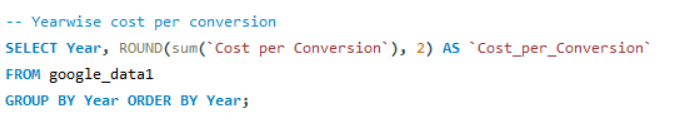 -- Yearwise cost per conversion
SELECT Year, ROUND(sum(`Cost per Conversion`), 2) AS `Cost_per_Conversion`
FROM google_data1
GROUP BY Year ORDER BY Year;